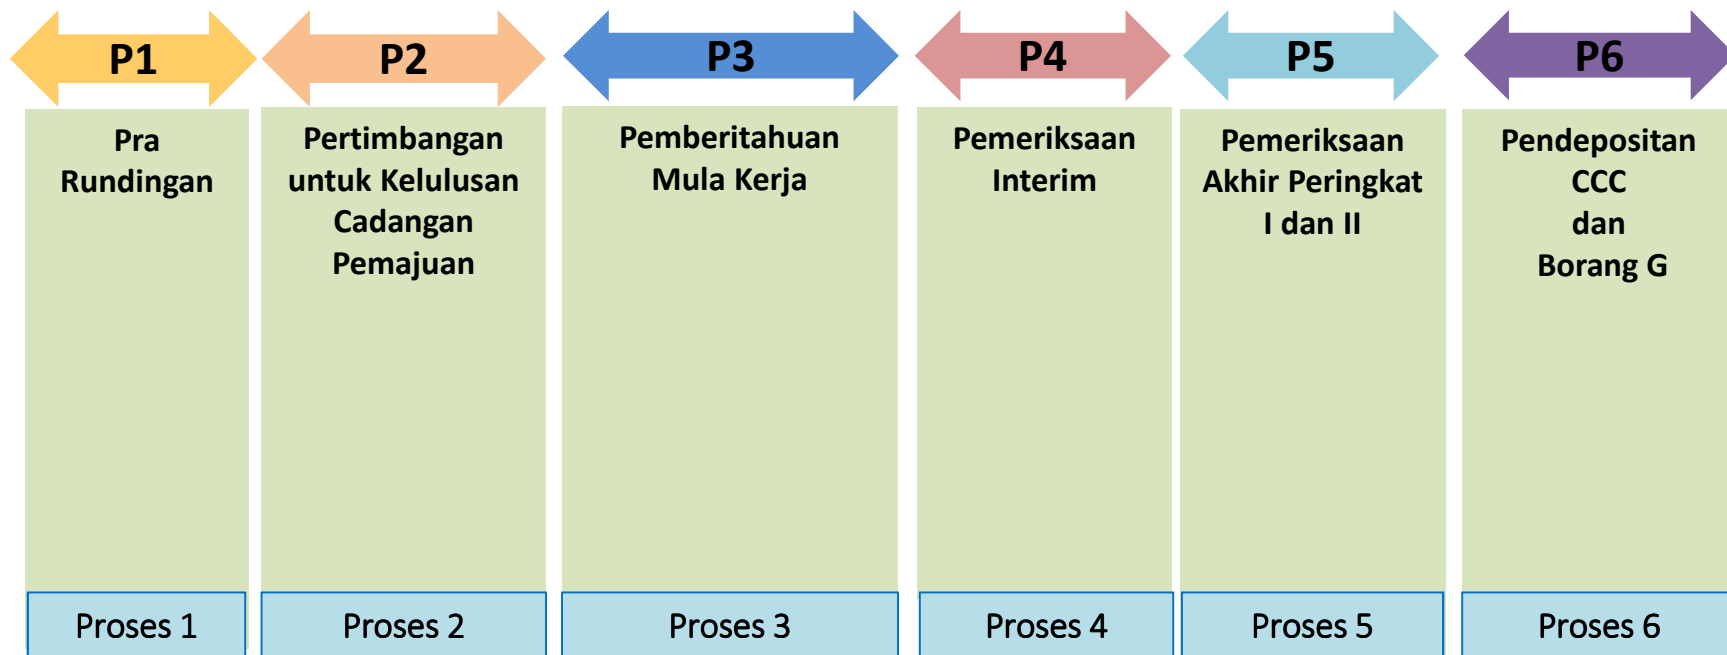 P1
Pra
Rundingan
Proses 1
P2
Pertimbangan
untuk Kelulusan
Cadangan
Pemajuan
Proses 2
P3
Pemberitahuan
Mula Kerja
Proses 3
P4
Pemeriksaan
Interim
Proses 4
P5
Pemeriksaan
Akhir Peringkat
I dan II
Proses 5
P6
Pendepositan
CCC
dan
Borang G
Proses 6